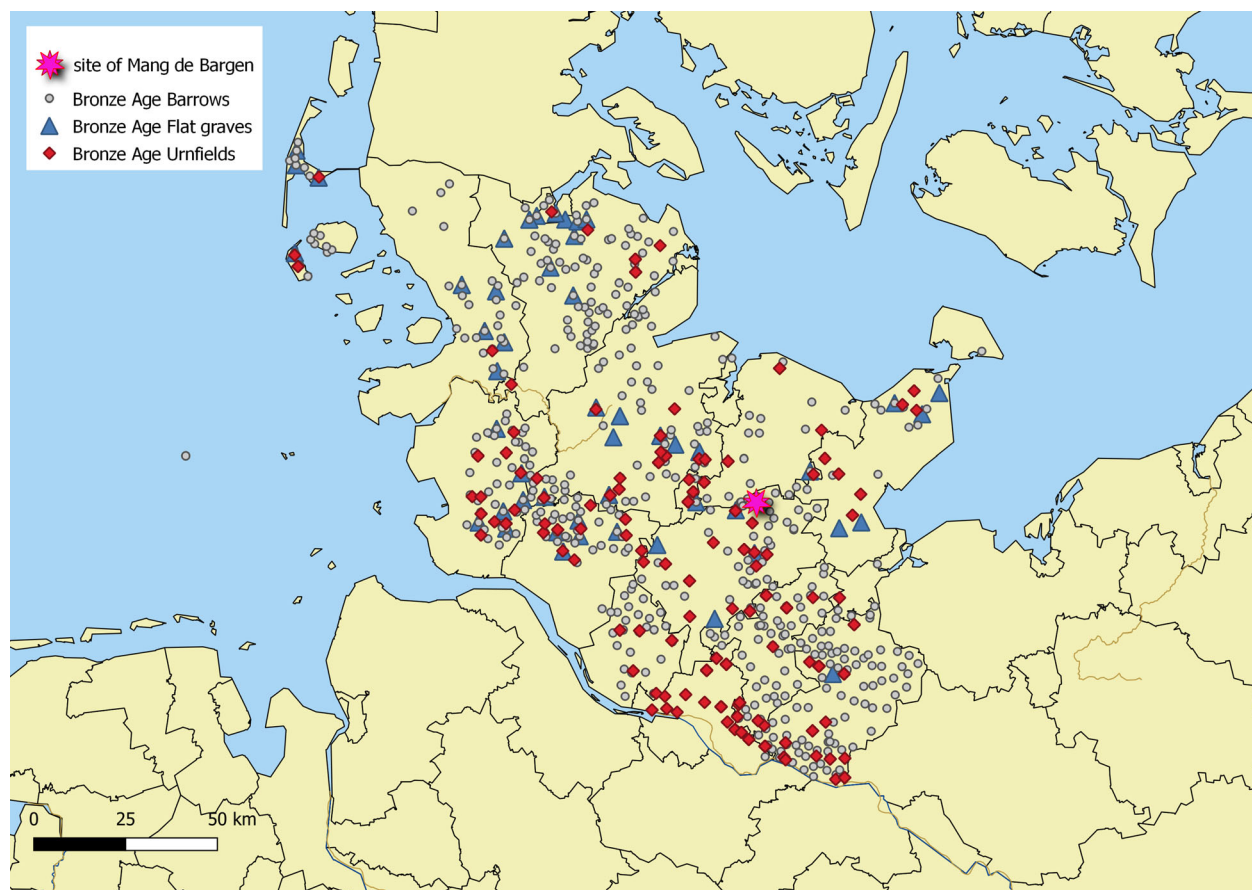 site of Mang de Bargen
Bronze Age Barrows
Bronze Age Flat graves
Bronze Age Urnfields
0 25 50 km